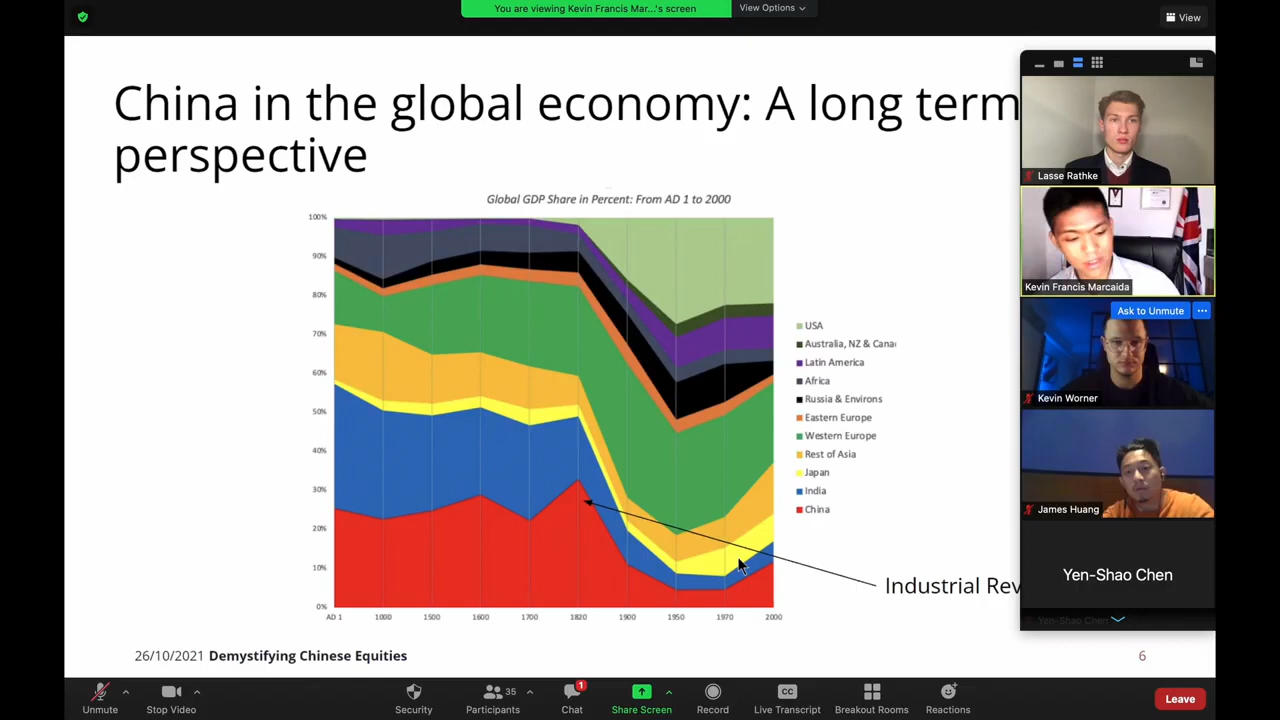 You are viewing Kevin Francis Mar...'s screen
View Options
View
China in the global economy: A long term
perspective
Global GDP Share in Percent: From AD 1 to 2000
100%
90%
80%
70%
60%
50%
40%
30%
20%
10%
0%
AD 1 1000 1500 1600 1700 1820 1900 1950 1970 2000
USA
Australia, NZ & Cana
Latin America
Africa
Russia & Environs
Eastern Europe
Western Europe
Rest of Asia
Japan
India
China
Industrial Rev
26/10/2021 Demystifying Chinese Equities
6
Lasse Rathke
Kevin Francis Marcaida
Ask to Unmute
Kevin Worner
James Huang
Yen-Shao Chen
Yen-Shao Chen
Unmute
Stop Video
Security
35
Participants
1
Chat
Share Screen
Record
CC
Live Transcript
Breakout Rooms
Reactions
Leave